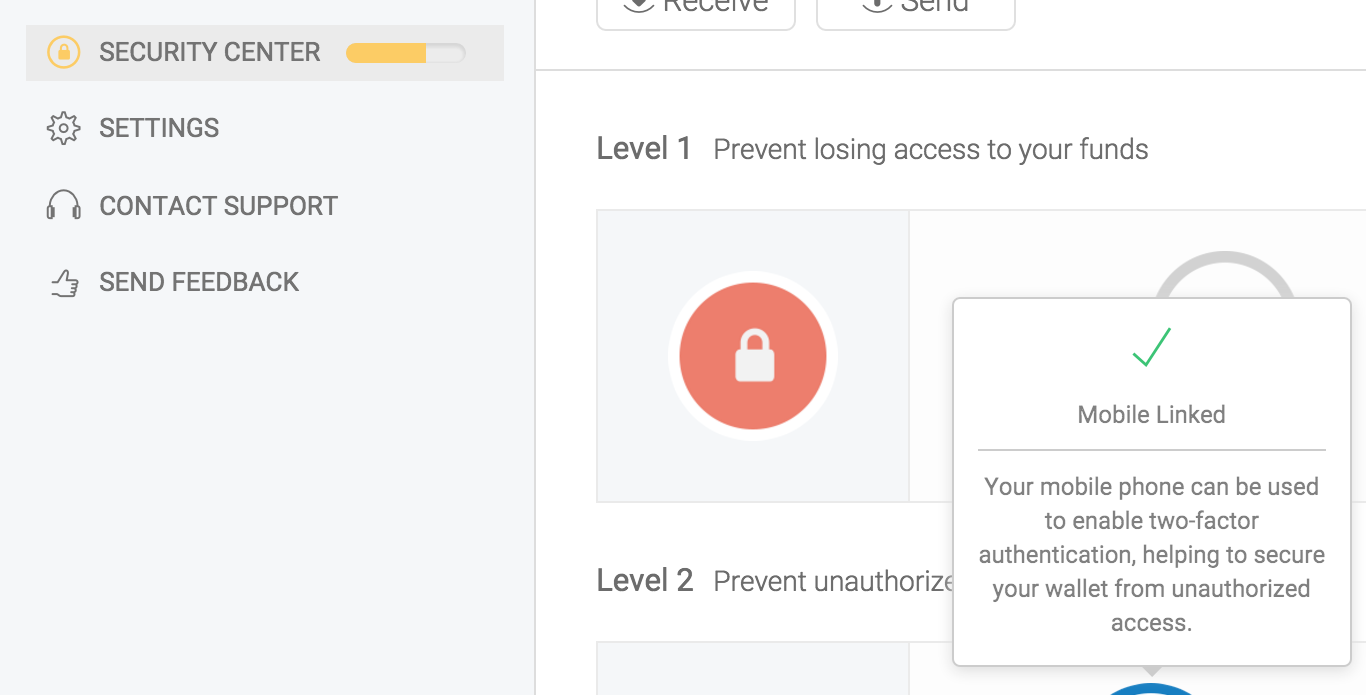 Receive
Send
SECURITY CENTER
SETTINGS
CONTACT SUPPORT
SEND FEEDBACK
Level 1 Prevent losing access to your funds
Mobile Linked
Your mobile phone can be used
to enable two-factor
authentication, helping to secure
your wallet from unauthorized
access.
Level 2 Prevent unauthorize